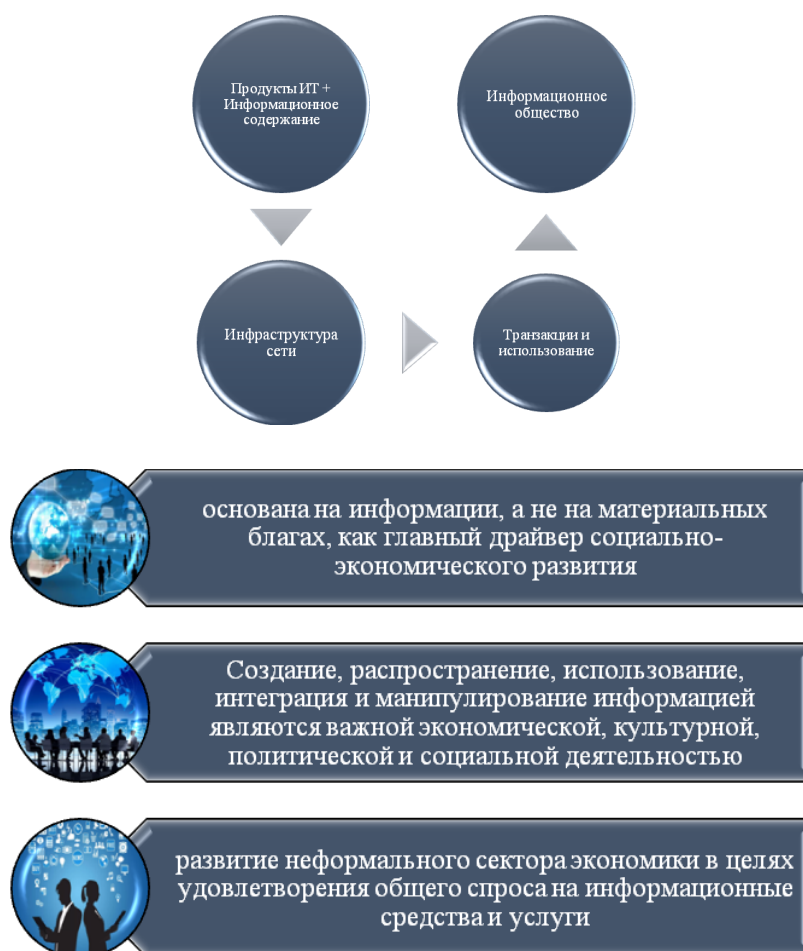 Продукты ИТ +
Информационное
содержание
Информационное
общество
Инфраструктура
сети
Транзакции и
использование
основана на информации, а не на материальных
благах, как главный драйвер социально-
экономического развития
Создание, распространение, использование,
интеграция и манипулирование информацией
являются важной экономической, культурной,
политической и социальной деятельностью
развитие неформального сектора экономики в целях
удовлетворения общего спроса на информационные
средства и услуги